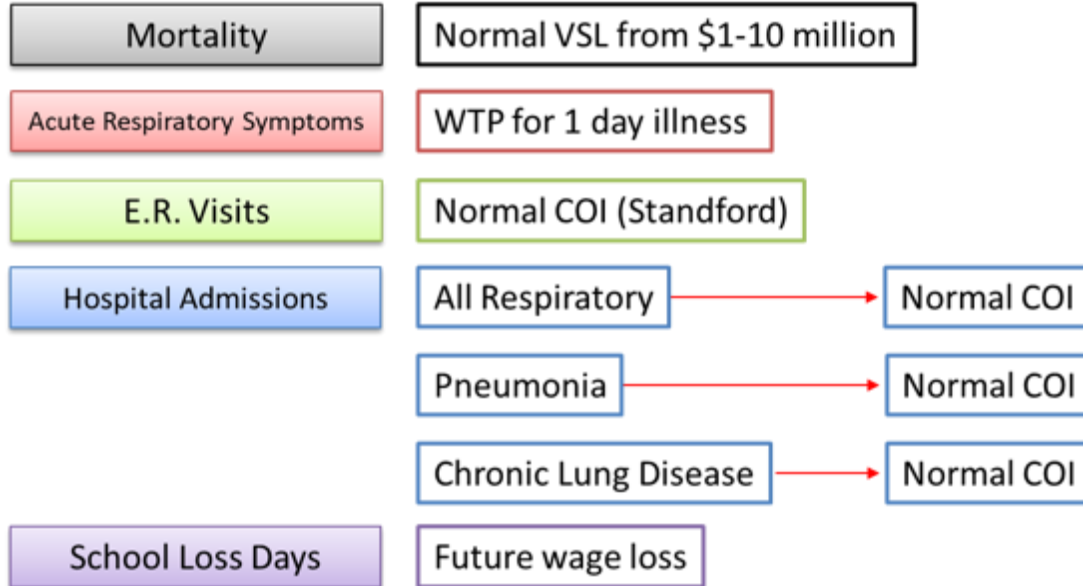 Mortality
Normal VSL from $1-10 million
Acute Respiratory Symptoms
WTP for 1 day illness
E.R. Visits
Normal COI (Standford)
Hospital Admissions
All Respiratory
Normal COI
Pneumonia
Normal COI
Chronic Lung Disease
Normal COI
School Loss Days
Future wage loss